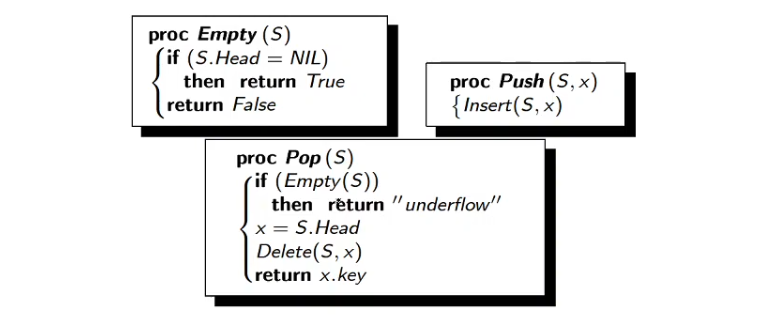 proc Empty (S)
if (S.Head = NIL)
then return True
return False
proc Push (S, x)
{Insert(S, x)
proc Pop (S)
if (Empty(S))
then return "underflow"
x = S.Head
Delete(S, x)
return x.key